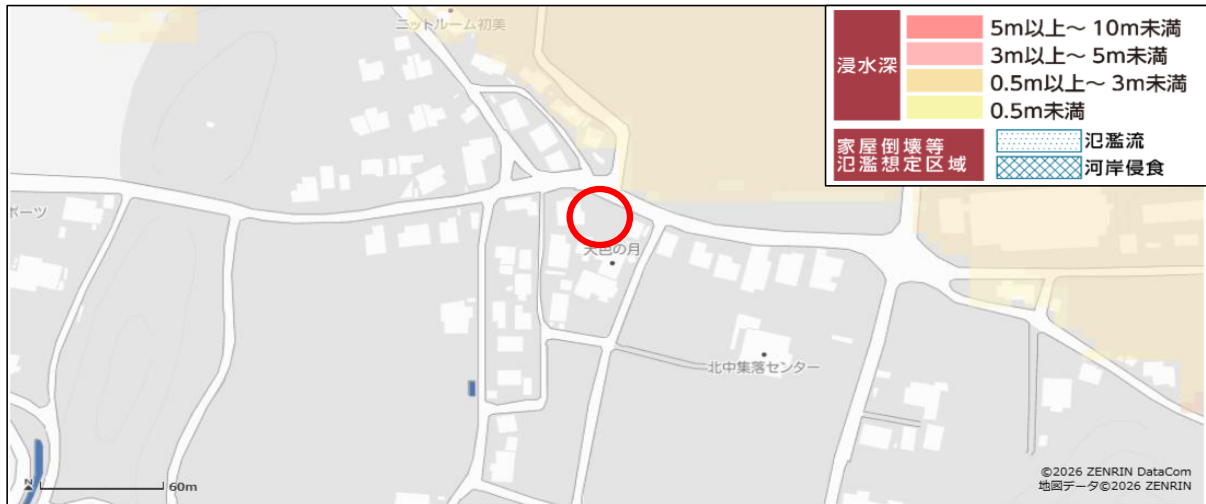 ニットルーム初美
浸水深
5m以上～ 10m未満
3m以上～ 5m未満
0.5m以上～ 3m未満
0.5m未満
家屋倒壊等
氾濫想定区域
氾濫流
河岸侵食
ポーツ
天色の月
北中集落センター
N
60m
©2026 ZENRIN DataCom
地図データ©2026 ZENRIN